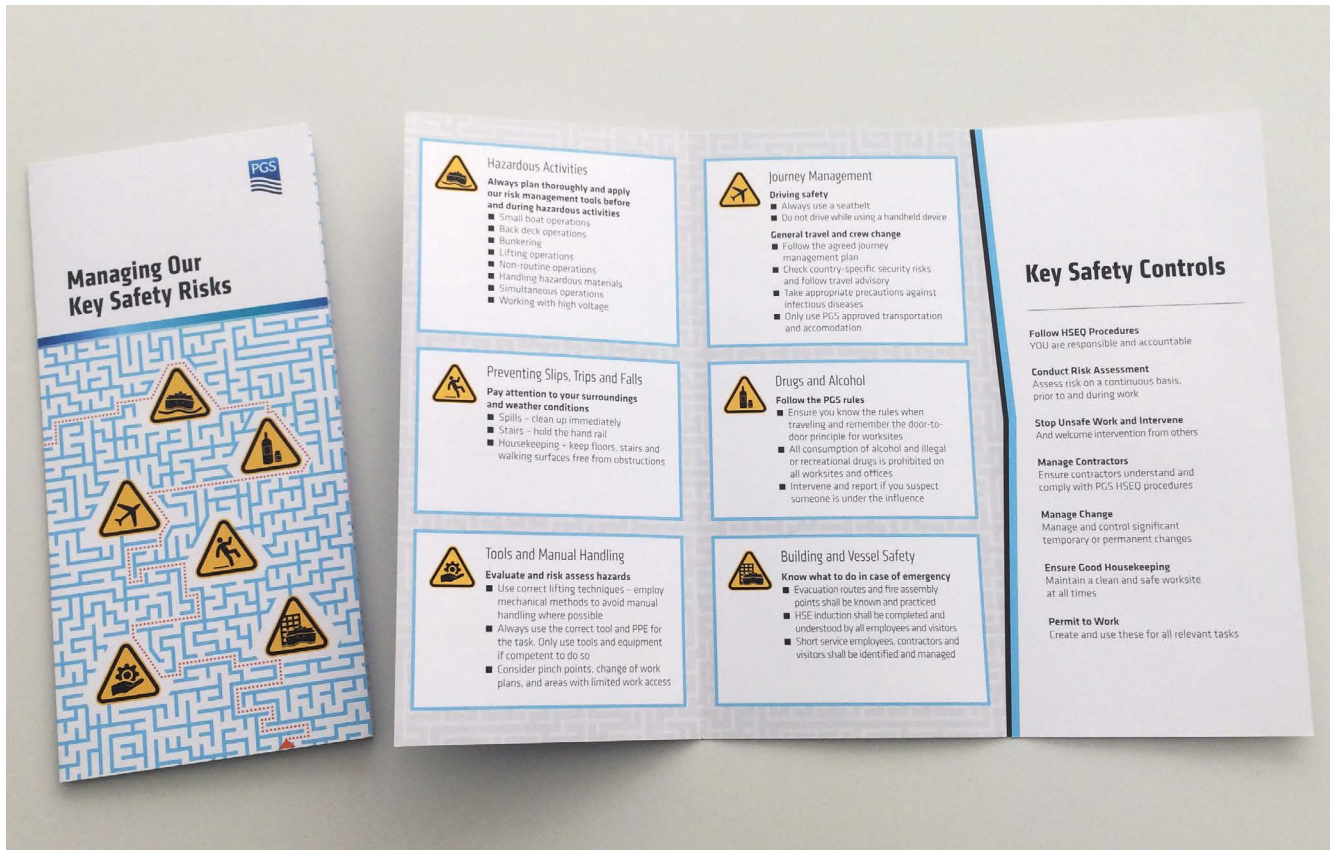 PGS
Managing Our
Key Safety Risks
Hazardous Activities
Always plan thoroughly and apply
our risk management tools before
and during hazardous activities
■ Small boat operations
■ Back deck operations
■ Bunkering
■ Lifting operations
■ Non-routine operations
■ Handling hazardous materials
■ Simultaneous operations
■ Working with high voltage
Preventing Slips, Trips and Falls
Pay attention to your surroundings
and weather conditions
■ Spills – clean up immediately
■ Stairs – hold the hand rail
■ Housekeeping – keep floors, stairs and
walking surfaces free from obstructions
Tools and Manual Handling
Evaluate and risk assess hazards
■ Use correct lifting techniques – employ
mechanical methods to avoid manual
handling where possible
■ Always use the correct tool and PPE for
the task. Only use tools and equipment
if competent to do so
■ Consider pinch points, change of work
plans, and areas with limited work access
Journey Management
Driving safety
■ Always use a seatbelt
■ Do not drive while using a handheld device
General travel and crew change
■ Follow the agreed journey
management plan
■ Check country-specific security risks
and follow travel advisory
■ Take appropriate precautions against
infectious diseases
■ Only use PGS approved transportation
and accomodation
Drugs and Alcohol
Follow the PGS rules
■ Ensure you know the rules when
traveling and remember the door-to-
door principle for worksites
■ All consumption of alcohol and illegal
or recreational drugs is prohibited on
all worksites and offices
■ Intervene and report if you suspect
someone is under the influence
Building and Vessel Safety
Know what to do in case of emergency
■ Evacuation routes and fire assembly
points shall be known and practiced
■ HSE induction shall be completed and
understood by all employees and visitors
■ Short service employees, contractors and
visitors shall be identified and managed
Key Safety Controls
Follow HSEQ Procedures
YOU are responsible and accountable
Conduct Risk Assessment
Assess risk on a continuous basis,
prior to and during work
Stop Unsafe Work and Intervene
And welcome intervention from others
Manage Contractors
Ensure contractors understand and
comply with PGS HSEQ procedures
Manage Change
Manage and control significant
temporary or permanent changes
Ensure Good Housekeeping
Maintain a clean and safe worksite
at all times
Permit to Work
Create and use these for all relevant tasks